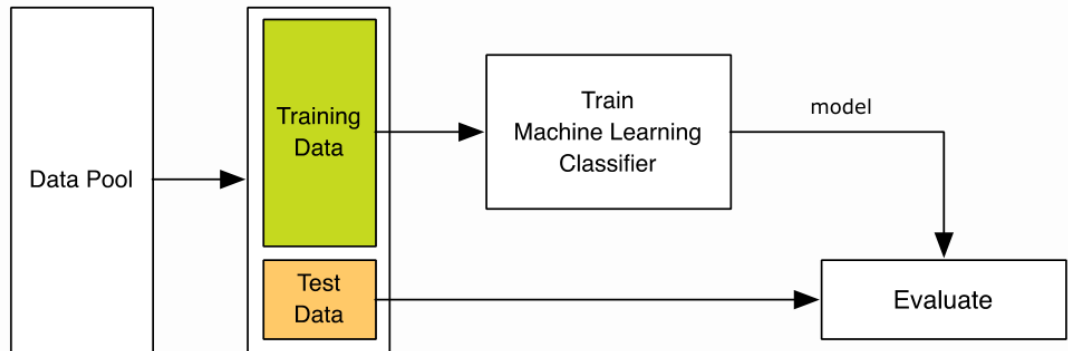 Data Pool
Training
Data
Test
Data
Train
Machine Learning
Classifier
model
Evaluate